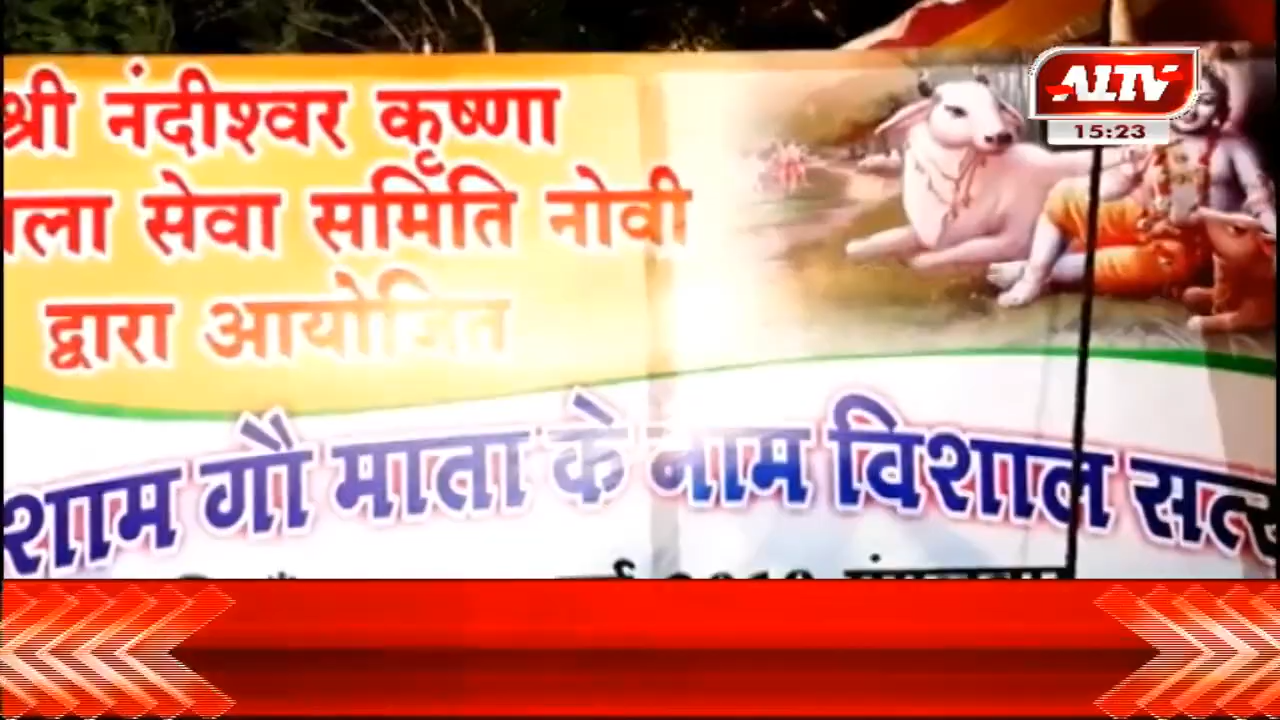 ALTV
15:23
श्री नंदीश्वर कृष्णा
सेवा समिति नोवी
द्वारा आयोजित
शाम गौ माता के नाम विशाल